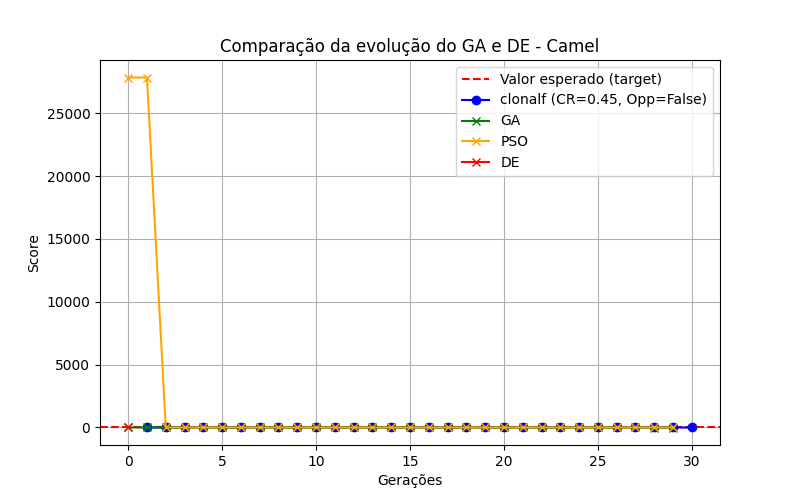 Comparação da evolução do GA e DE - Camel
Valor esperado (target)
clonalf (CR=0.45, Opp=False)
GA
PSO
DE
Score
25000
20000
15000
10000
5000
0
0 5 10 15 20 25 30
Gerações